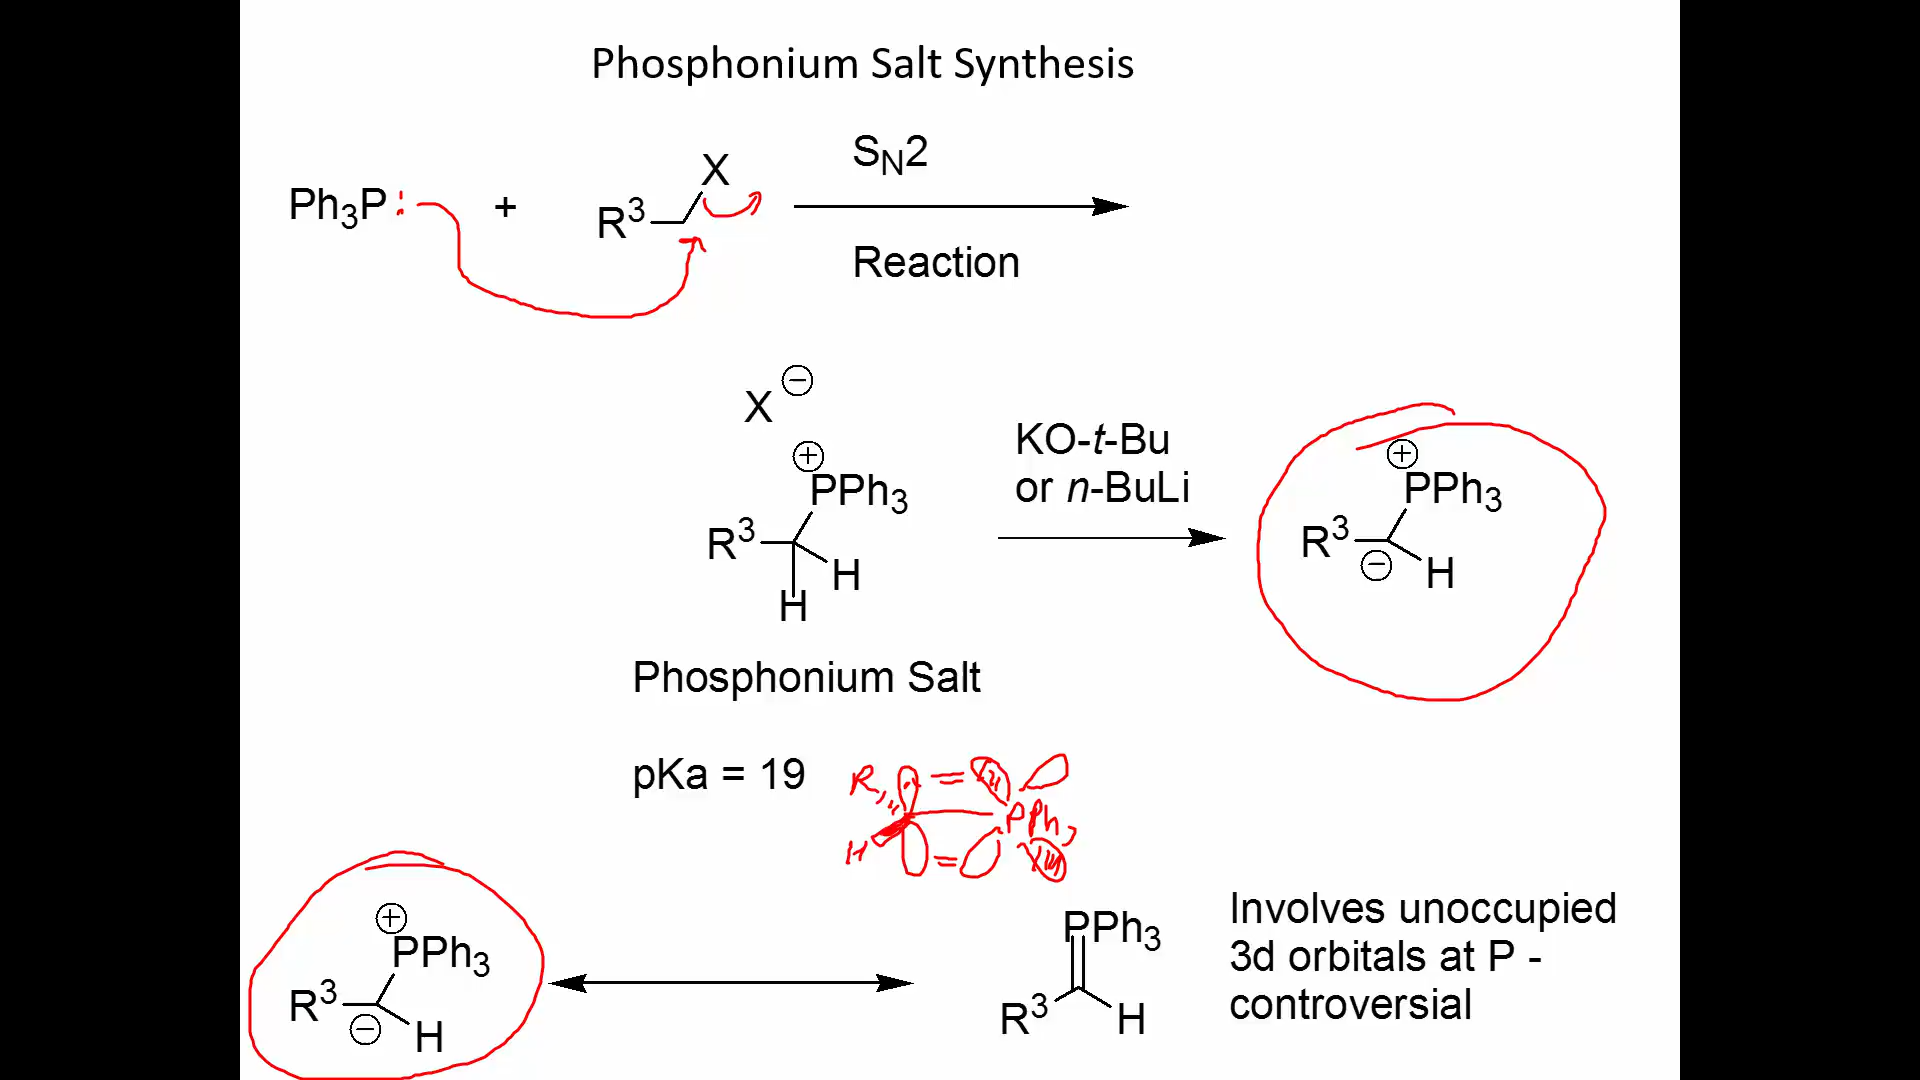 Phosphonium Salt Synthesis
Ph3P: + R3 X SN2
Reaction
X ⊖
⊕
PPh3
R3 H
H
KO-t-Bu
or n-BuLi
⊕
PPh3
R3 ⊖ H
Phosphonium Salt
pKa = 19
R H PPh3
⊕
PPh3
R3 ⊖ H
PPh3
R3 H
Involves unoccupied
3d orbitals at P -
controversial